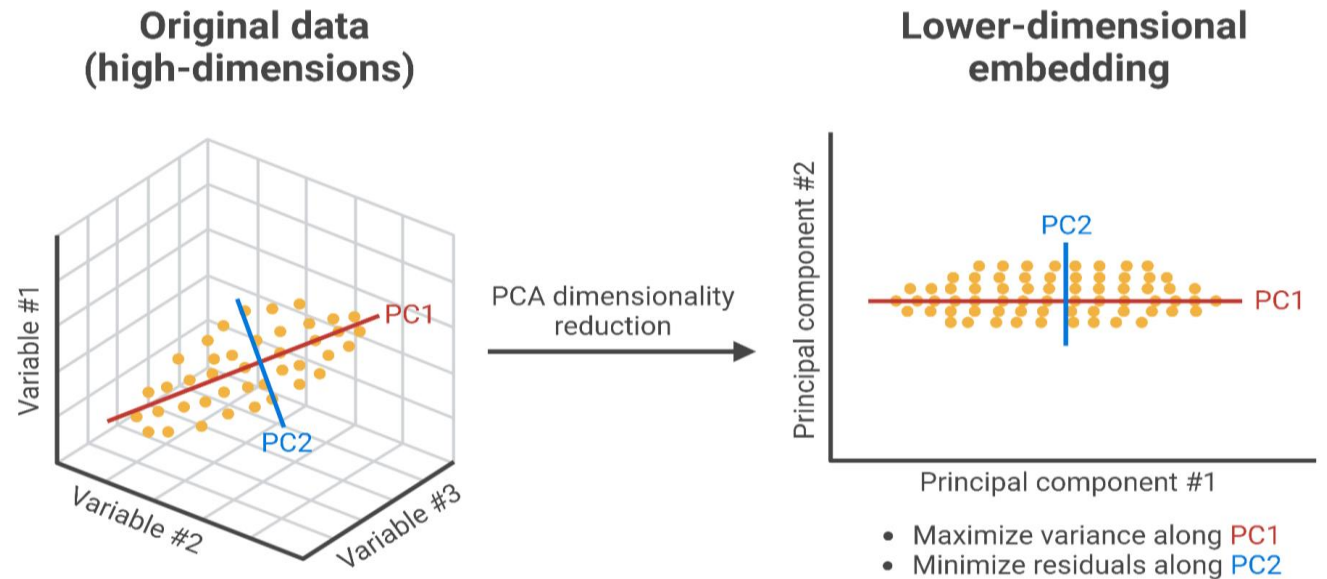 Original data
(high-dimensions)
Variable #1
Variable #2
Variable #3
PC1
PC2
PCA dimensionality
reduction
Lower-dimensional
embedding
Principal component #2
PC2
PC1
Principal component #1
• Maximize variance along PC1
• Minimize residuals along PC2